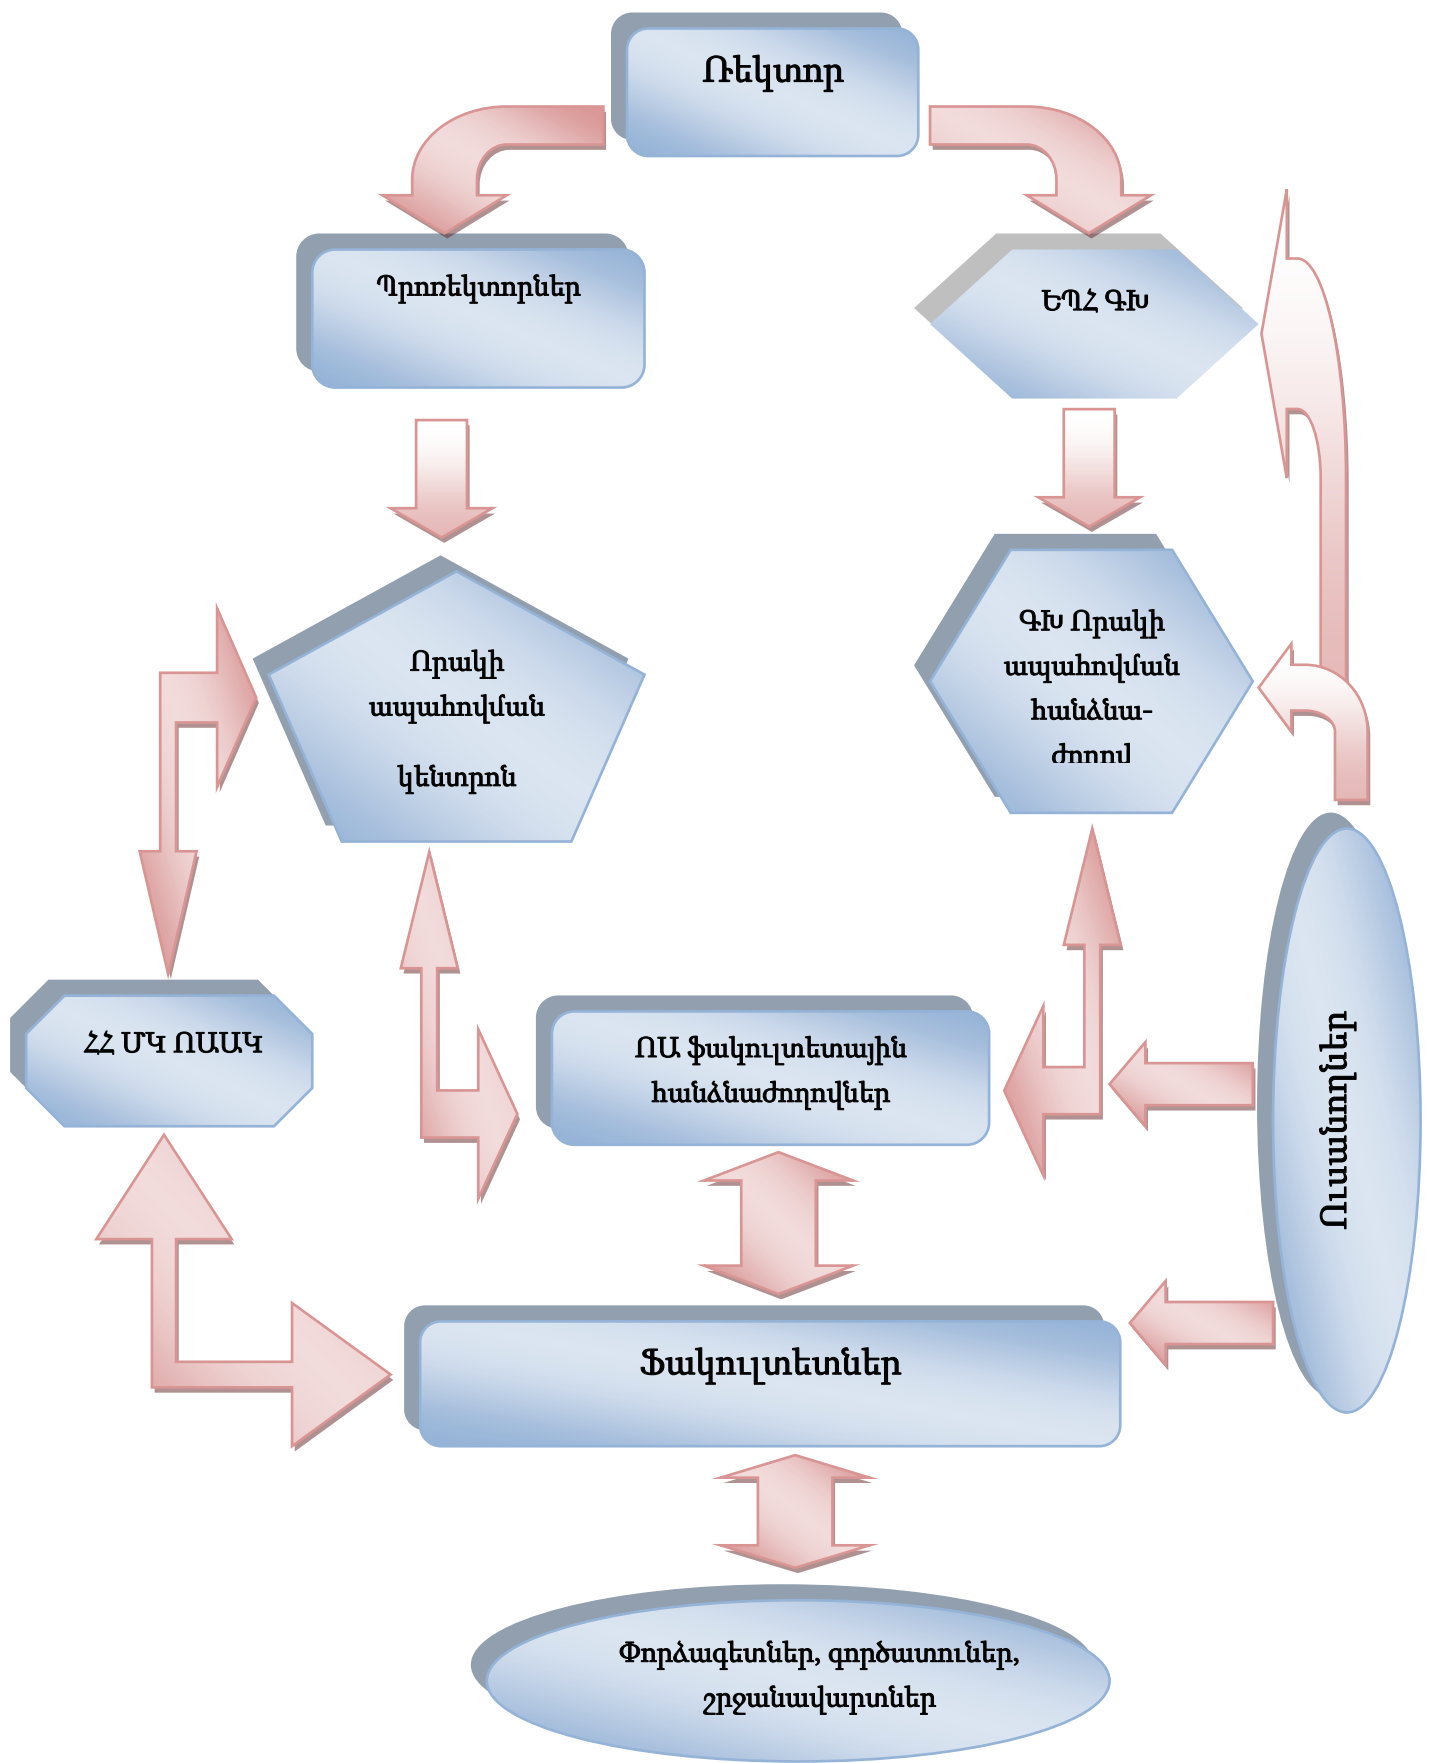 Ռեկտոր
Պրոռեկտորներ
ԵՊՀ ԳԽ
Որակի
ապահովման
կենտրոն
ԳԽ Որակի
ապահովման
հանձնա-
ժողով
ՀՀ ՄԿ ՈԱԱԿ
ՈԱ ֆակուլտետային
հանձնաժողովներ
Ուսանողներ
Ֆակուլտետներ
Փորձագետներ, գործատուներ,
շրջանավարտներ